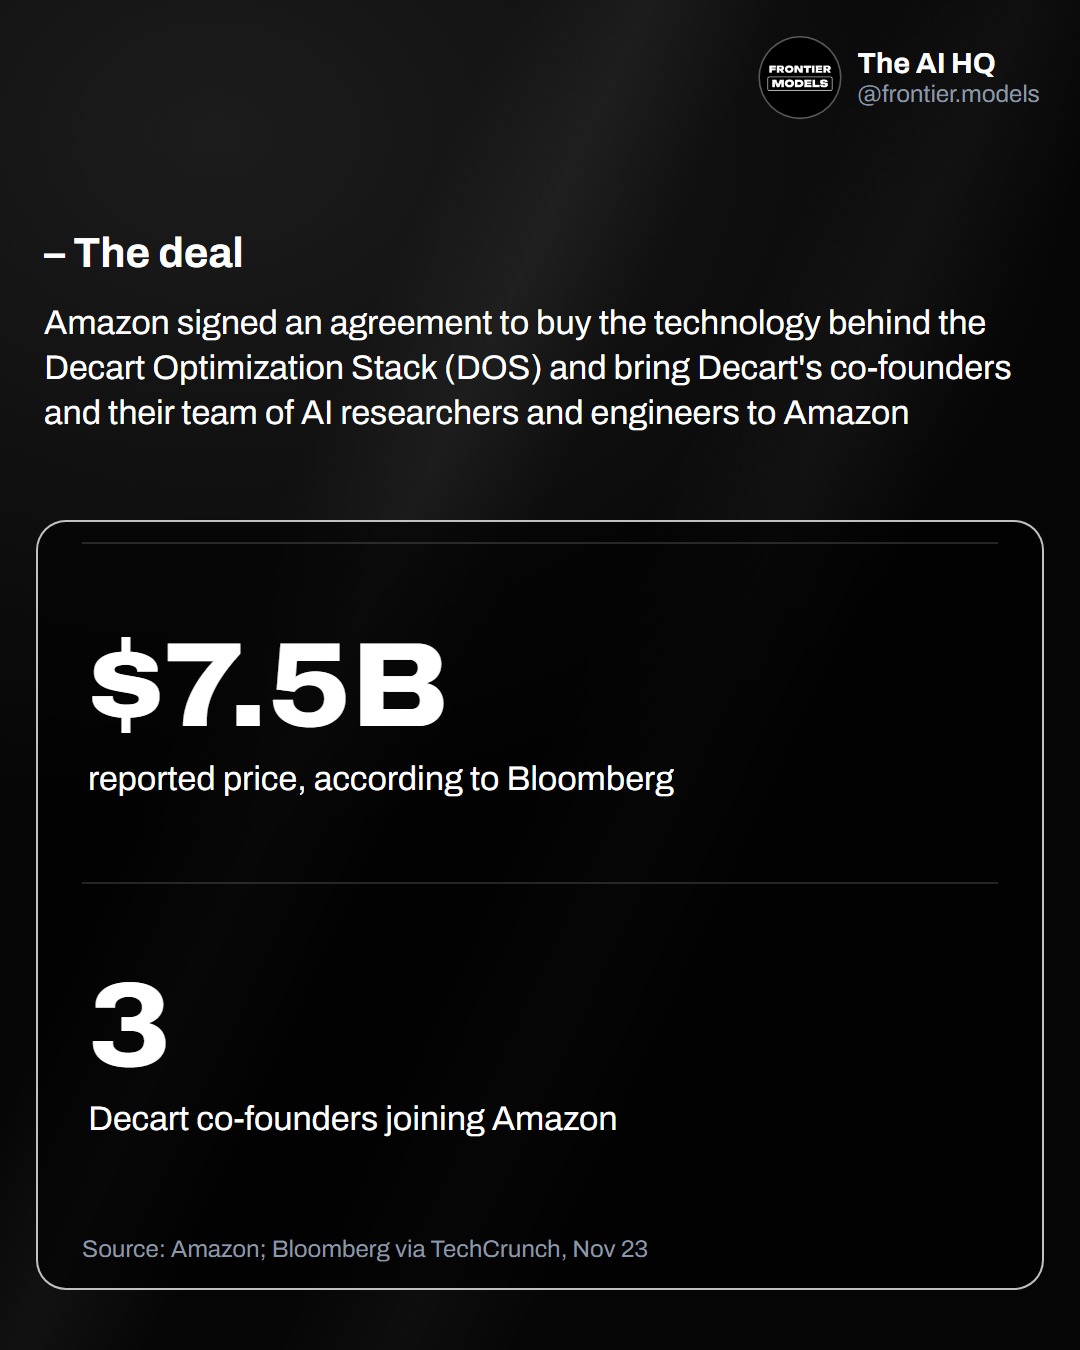 FRONTIER
MODELS
The AI HQ
@frontier.models
– The deal
Amazon signed an agreement to buy the technology behind the
Decart Optimization Stack (DOS) and bring Decart's co-founders
and their team of AI researchers and engineers to Amazon
$7.5B
reported price, according to Bloomberg
3
Decart co-founders joining Amazon
Source: Amazon; Bloomberg via TechCrunch, Nov 23